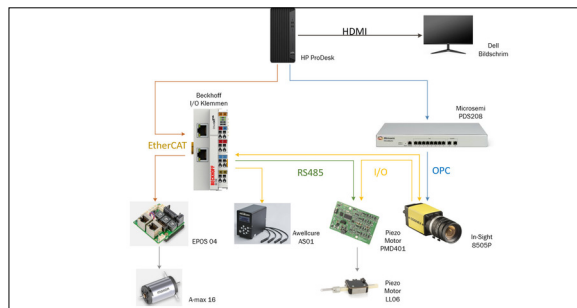 HDMI
HP ProDesk
Dell
Bildschrim
Beckhoff
I/O Klemmen
Microsemi
PDS208
EtherCAT
RS485
I/O
OPC
EPOS 04
Awellcure
AS01
Piezo
Motor
PMD401
In-Sight
8505P
A-max 16
Piezo
Motor
LL06